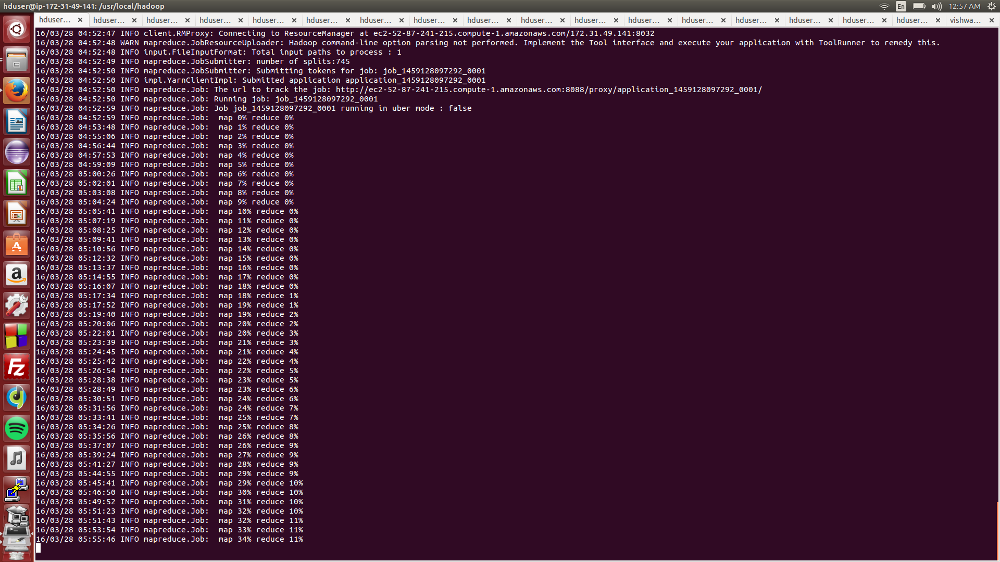 hduser@ip-172-31-49-141: /usr/local/hadoop
En
12:57 AM
hduser... × hduser... × hduser... × hduser... × hduser... × hduser... × hduser... × hduser... × hduser... × hduser... × hduser... × hduser... × hduser... × hduser... × hduser... × hduser... × hduser... × vishwa... ×
16/03/28 04:52:47 INFO client.RMProxy: Connecting to ResourceManager at ec2-52-87-241-215.compute-1.amazonaws.com/172.31.49.141:8032
16/03/28 04:52:48 WARN mapreduce.JobResourceUploader: Hadoop command-line option parsing not performed. Implement the Tool interface and execute your application with ToolRunner to remedy this.
16/03/28 04:52:48 INFO input.FileInputFormat: Total input paths to process : 1
16/03/28 04:52:49 INFO mapreduce.JobSubmitter: number of splits:745
16/03/28 04:52:50 INFO mapreduce.JobSubmitter: Submitting tokens for job: job_1459128097292_0001
16/03/28 04:52:50 INFO impl.YarnClientImpl: Submitted application application_1459128097292_0001
16/03/28 04:52:50 INFO mapreduce.Job: The url to track the job: http://ec2-52-87-241-215.compute-1.amazonaws.com:8088/proxy/application_1459128097292_0001/
16/03/28 04:52:50 INFO mapreduce.Job: Running job: job_1459128097292_0001
16/03/28 04:52:59 INFO mapreduce.Job: Job job_1459128097292_0001 running in uber mode : false
16/03/28 04:52:59 INFO mapreduce.Job:  map 0% reduce 0%
16/03/28 04:53:48 INFO mapreduce.Job:  map 1% reduce 0%
16/03/28 04:55:06 INFO mapreduce.Job:  map 2% reduce 0%
16/03/28 04:56:44 INFO mapreduce.Job:  map 3% reduce 0%
16/03/28 04:57:53 INFO mapreduce.Job:  map 4% reduce 0%
16/03/28 04:59:09 INFO mapreduce.Job:  map 5% reduce 0%
16/03/28 05:00:26 INFO mapreduce.Job:  map 6% reduce 0%
16/03/28 05:02:01 INFO mapreduce.Job:  map 7% reduce 0%
16/03/28 05:03:08 INFO mapreduce.Job:  map 8% reduce 0%
16/03/28 05:04:24 INFO mapreduce.Job:  map 9% reduce 0%
16/03/28 05:05:41 INFO mapreduce.Job:  map 10% reduce 0%
16/03/28 05:07:19 INFO mapreduce.Job:  map 11% reduce 0%
16/03/28 05:08:25 INFO mapreduce.Job:  map 12% reduce 0%
16/03/28 05:09:41 INFO mapreduce.Job:  map 13% reduce 0%
16/03/28 05:10:56 INFO mapreduce.Job:  map 14% reduce 0%
16/03/28 05:12:32 INFO mapreduce.Job:  map 15% reduce 0%
16/03/28 05:13:37 INFO mapreduce.Job:  map 16% reduce 0%
16/03/28 05:14:55 INFO mapreduce.Job:  map 17% reduce 0%
16/03/28 05:16:07 INFO mapreduce.Job:  map 18% reduce 0%
16/03/28 05:17:34 INFO mapreduce.Job:  map 18% reduce 1%
16/03/28 05:17:52 INFO mapreduce.Job:  map 19% reduce 1%
16/03/28 05:19:40 INFO mapreduce.Job:  map 19% reduce 2%
16/03/28 05:20:06 INFO mapreduce.Job:  map 20% reduce 2%
16/03/28 05:22:01 INFO mapreduce.Job:  map 20% reduce 3%
16/03/28 05:23:39 INFO mapreduce.Job:  map 21% reduce 3%
16/03/28 05:24:45 INFO mapreduce.Job:  map 21% reduce 4%
16/03/28 05:25:42 INFO mapreduce.Job:  map 22% reduce 4%
16/03/28 05:26:54 INFO mapreduce.Job:  map 22% reduce 5%
16/03/28 05:28:38 INFO mapreduce.Job:  map 23% reduce 5%
16/03/28 05:28:49 INFO mapreduce.Job:  map 23% reduce 6%
16/03/28 05:30:51 INFO mapreduce.Job:  map 24% reduce 6%
16/03/28 05:31:56 INFO mapreduce.Job:  map 24% reduce 7%
16/03/28 05:33:41 INFO mapreduce.Job:  map 25% reduce 7%
16/03/28 05:34:26 INFO mapreduce.Job:  map 25% reduce 8%
16/03/28 05:35:56 INFO mapreduce.Job:  map 26% reduce 8%
16/03/28 05:37:07 INFO mapreduce.Job:  map 26% reduce 9%
16/03/28 05:39:24 INFO mapreduce.Job:  map 27% reduce 9%
16/03/28 05:41:27 INFO mapreduce.Job:  map 28% reduce 9%
16/03/28 05:44:55 INFO mapreduce.Job:  map 29% reduce 9%
16/03/28 05:45:41 INFO mapreduce.Job:  map 29% reduce 10%
16/03/28 05:46:50 INFO mapreduce.Job:  map 30% reduce 10%
16/03/28 05:49:52 INFO mapreduce.Job:  map 31% reduce 10%
16/03/28 05:51:23 INFO mapreduce.Job:  map 32% reduce 10%
16/03/28 05:51:43 INFO mapreduce.Job:  map 32% reduce 11%
16/03/28 05:53:54 INFO mapreduce.Job:  map 33% reduce 11%
16/03/28 05:55:46 INFO mapreduce.Job:  map 34% reduce 11%